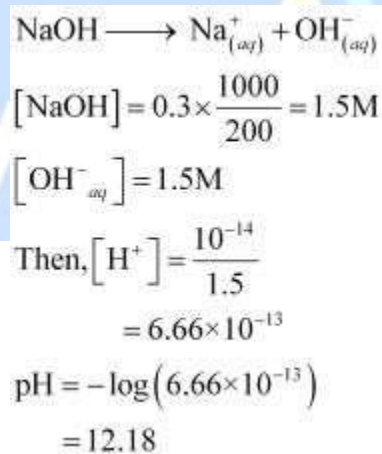 NaOH ⟶ Na⁺(aq) + OH⁻(aq)
[NaOH] = 0.3 × 1000/200 = 1.5M
[OH⁻aq] = 1.5M
Then, [H⁺] = 10⁻¹⁴/1.5
= 6.66×10⁻¹³
pH = −log(6.66×10⁻¹³)
= 12.18